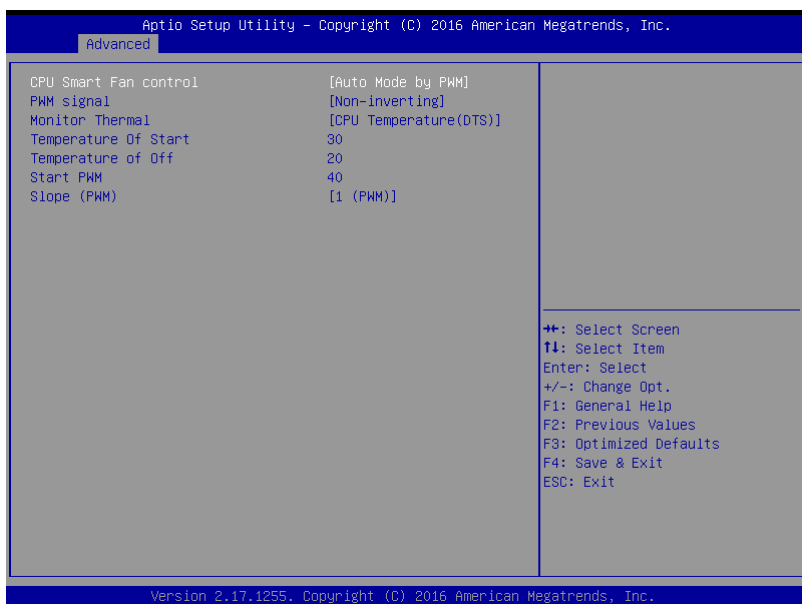 Aptio Setup Utility – Copyright (C) 2016 American Megatrends, Inc.
Advanced
CPU Smart Fan control [Auto Mode by PWM]
PWM signal [Non-inverting]
Monitor Thermal [CPU Temperature(DTS)]
Temperature Of Start 30
Temperature of Off 20
Start PWM 40
Slope (PWM) [1 (PWM)]
→←: Select Screen
↑↓: Select Item
Enter: Select
+/-: Change Opt.
F1: General Help
F2: Previous Values
F3: Optimized Defaults
F4: Save & Exit
ESC: Exit
Version 2.17.1255. Copyright (C) 2016 American Megatrends, Inc.